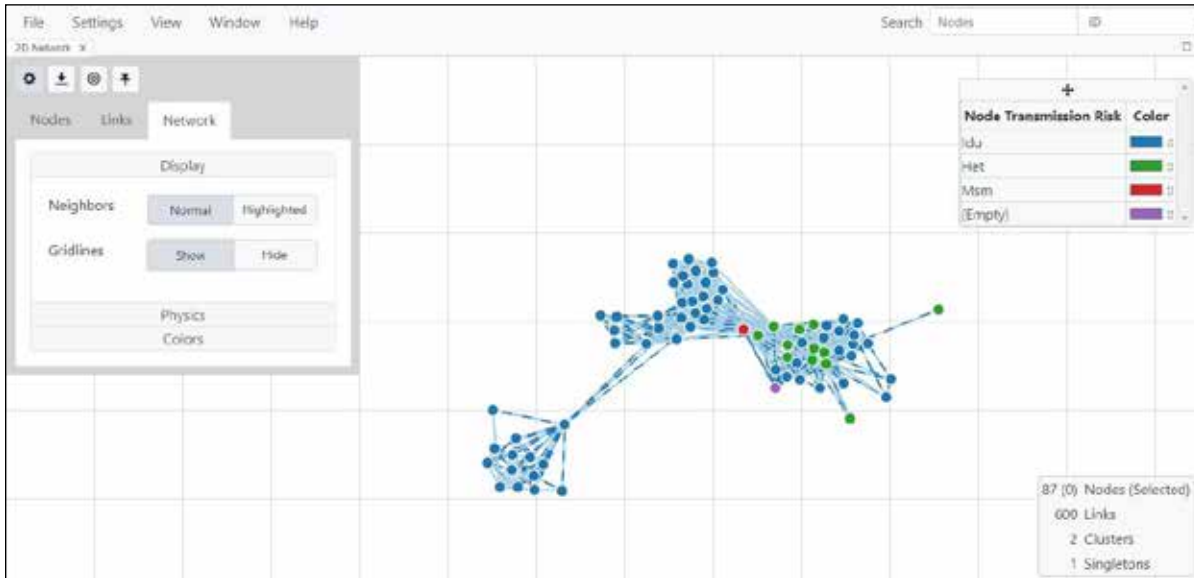 File Settings View Window Help Search Nodes ID
2D Network x
Nodes Links Network
Display
Neighbors Normal Highlighted
Gridlines Show Hide
Physics
Colors
Node Transmission Risk Color
Idu
Het
Msm
(Empty)
87 (0) Nodes (Selected)
600 Links
2 Clusters
1 Singletons